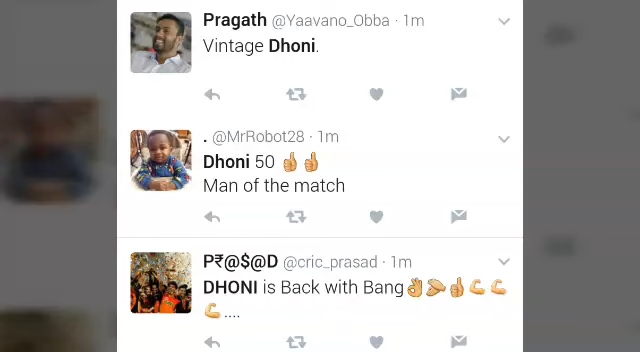 Pragath @Yaavano_Obba · 1m
Vintage Dhoni.
. @MrRobot28 · 1m
Dhoni 50 👍👍
Man of the match
P₹@$@D @cric_prasad · 1m
DHONI is Back with Bang👌👏☝💪💪
💪....